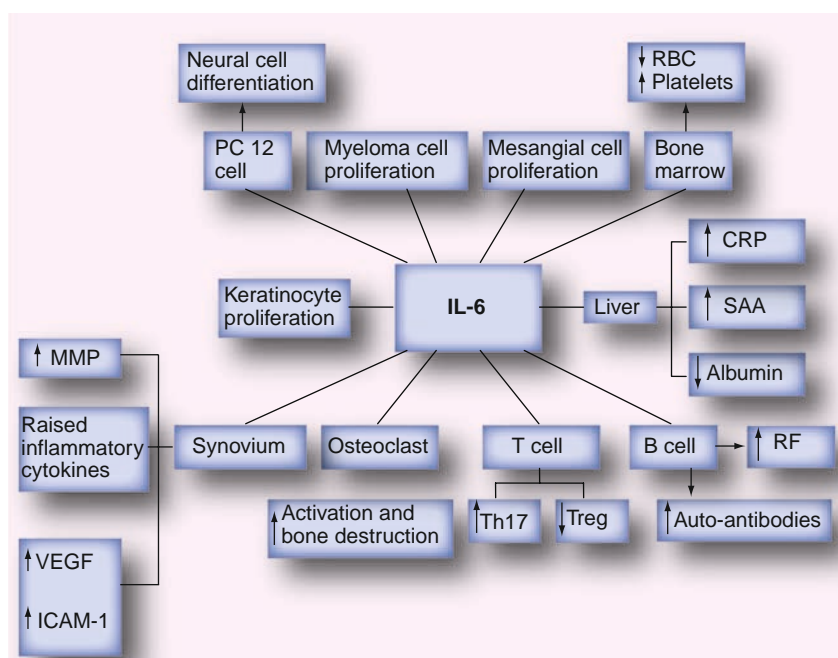 Neural cell
differentiation
↓ RBC
↑ Platelets
PC 12
cell
Myeloma cell
proliferation
Mesangial cell
proliferation
Bone
marrow
↑ CRP
Keratinocyte
proliferation
IL-6
Liver
↑ SAA
↑ MMP
↓ Albumin
Raised
inflammatory
cytokines
Synovium
Osteoclast
T cell
B cell
↑ RF
↑ Activation and
bone destruction
↑ Th17
↓ Treg
↑ Auto-antibodies
↑ VEGF
↑ ICAM-1